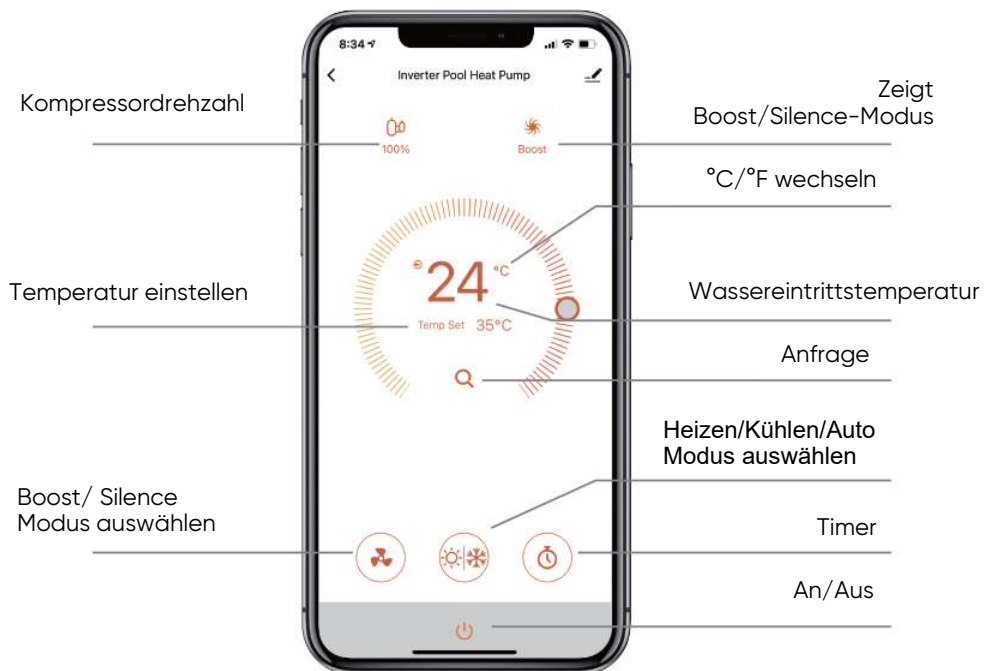 8:34
Inverter Pool Heat Pump
Kompressordrehzahl
Zeigt
Boost/Silence-Modus
100%
Boost
°C/°F wechseln
24 °C
Temperatur einstellen
Wassereintrittstemperatur
Temp Set 35°C
Anfrage
Heizen/Kühlen/Auto
Modus auswählen
Boost/ Silence
Modus auswählen
Timer
An/Aus